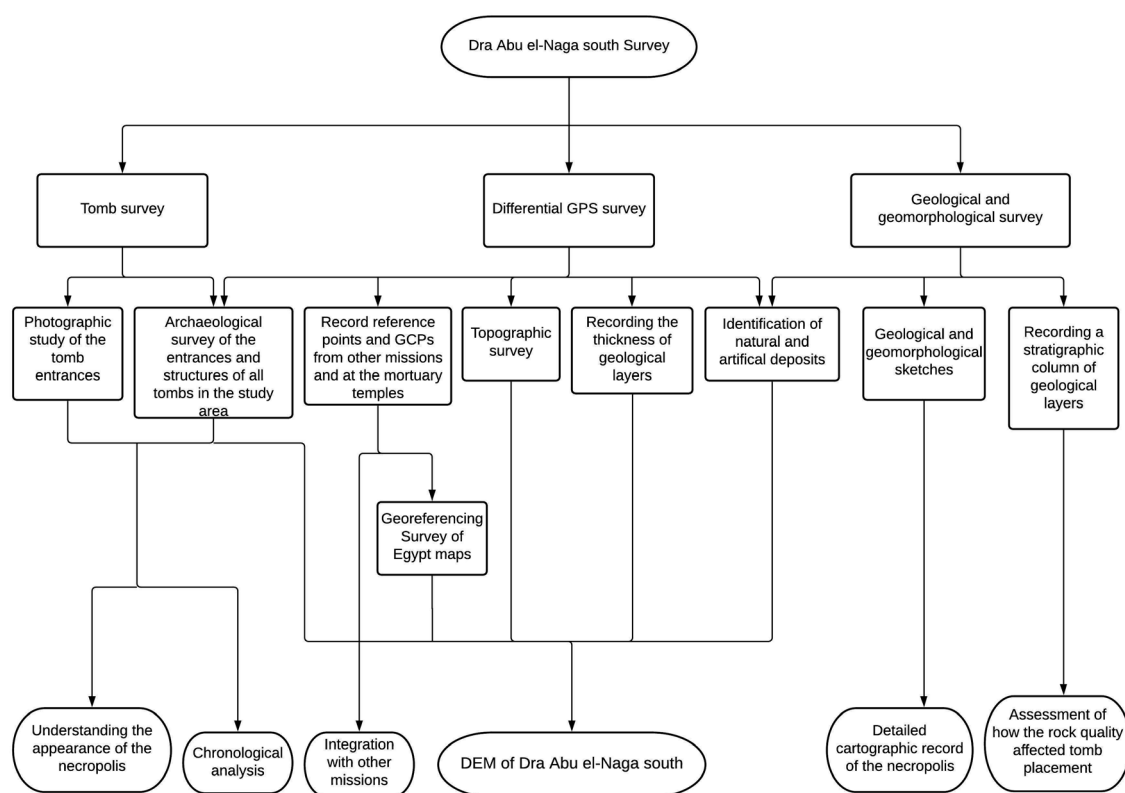 Dra Abu el-Naga south Survey
Tomb survey
Differential GPS survey
Geological and
geomorphological survey
Photographic
study of the
tomb
entrances
Archaeological
survey of the
entrances and
structures of all
tombs in the study
area
Record reference
points and GCPs
from other missions
and at the mortuary
temples
Topographic
survey
Recording the
thickness of
geological
layers
Identification of
natural and
artifical deposits
Geological and
geomorphological
sketches
Recording a
stratigraphic
column of
geological
layers
Georeferencing
Survey of
Egypt maps
Understanding the
appearance of the
necropolis
Chronological
analysis
Integration
with other
missions
DEM of Dra Abu el-Naga south
Detailed
cartographic record
of the necropolis
Assessment of
how the rock quality
affected tomb
placement